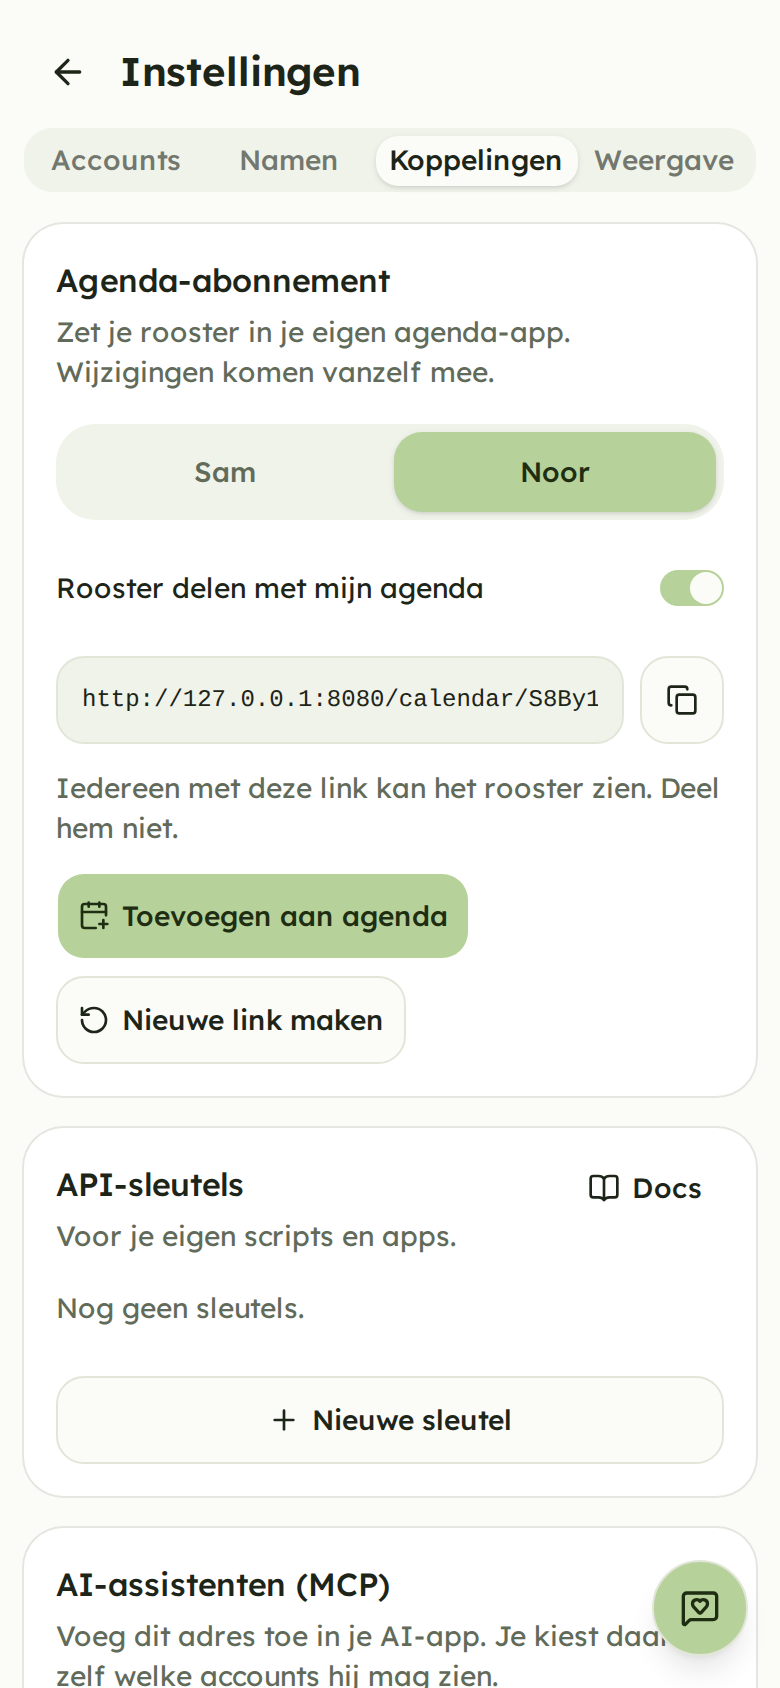 Instellingen
Accounts
Namen
Koppelingen
Weergave
Agenda-abonnement
Zet je rooster in je eigen agenda-app.
Wijzigingen komen vanzelf mee.
Sam
Noor
Rooster delen met mijn agenda
http://127.0.0.1:8080/calendar/S8By1
Iedereen met deze link kan het rooster zien. Deel
hem niet.
Toevoegen aan agenda
Nieuwe link maken
API-sleutels
Docs
Voor je eigen scripts en apps.
Nog geen sleutels.
Nieuwe sleutel
AI-assistenten (MCP)
Voeg dit adres toe in je AI-app. Je kiest
zelf welke accounts hij mag zien.